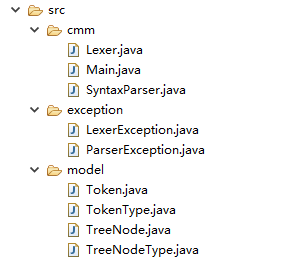 src
cmm
Lexer.java
Main.java
SyntaxParser.java
exception
LexerException.java
ParserException.java
model
Token.java
TokenType.java
TreeNode.java
TreeNodeType.java